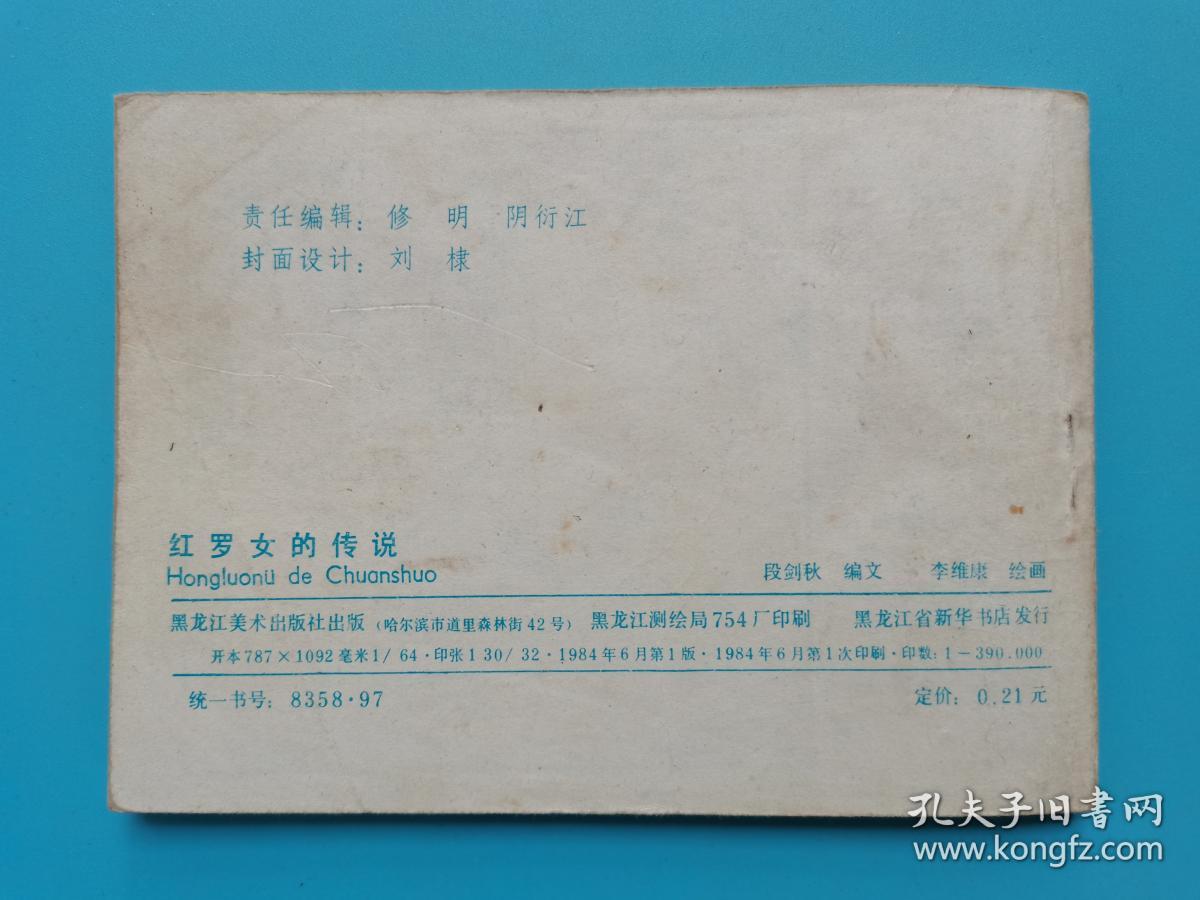 责任编辑：修　明　阴衍江
封面设计：刘　棣
红罗女的传说
Hongluonü de Chuanshuo
段剑秋　编文　　李维康　绘画
黑龙江美术出版社出版（哈尔滨市道里森林街42号）黑龙江测绘局754厂印刷　　黑龙江省新华书店发行
开本787×1092毫米1/64·印张1 30/32·1984年6月第1版·1984年6月第1次印刷·印数：1－390.000
统一书号：8358·97　　定价：0.21元
孔夫子旧书网
www.kongfz.com